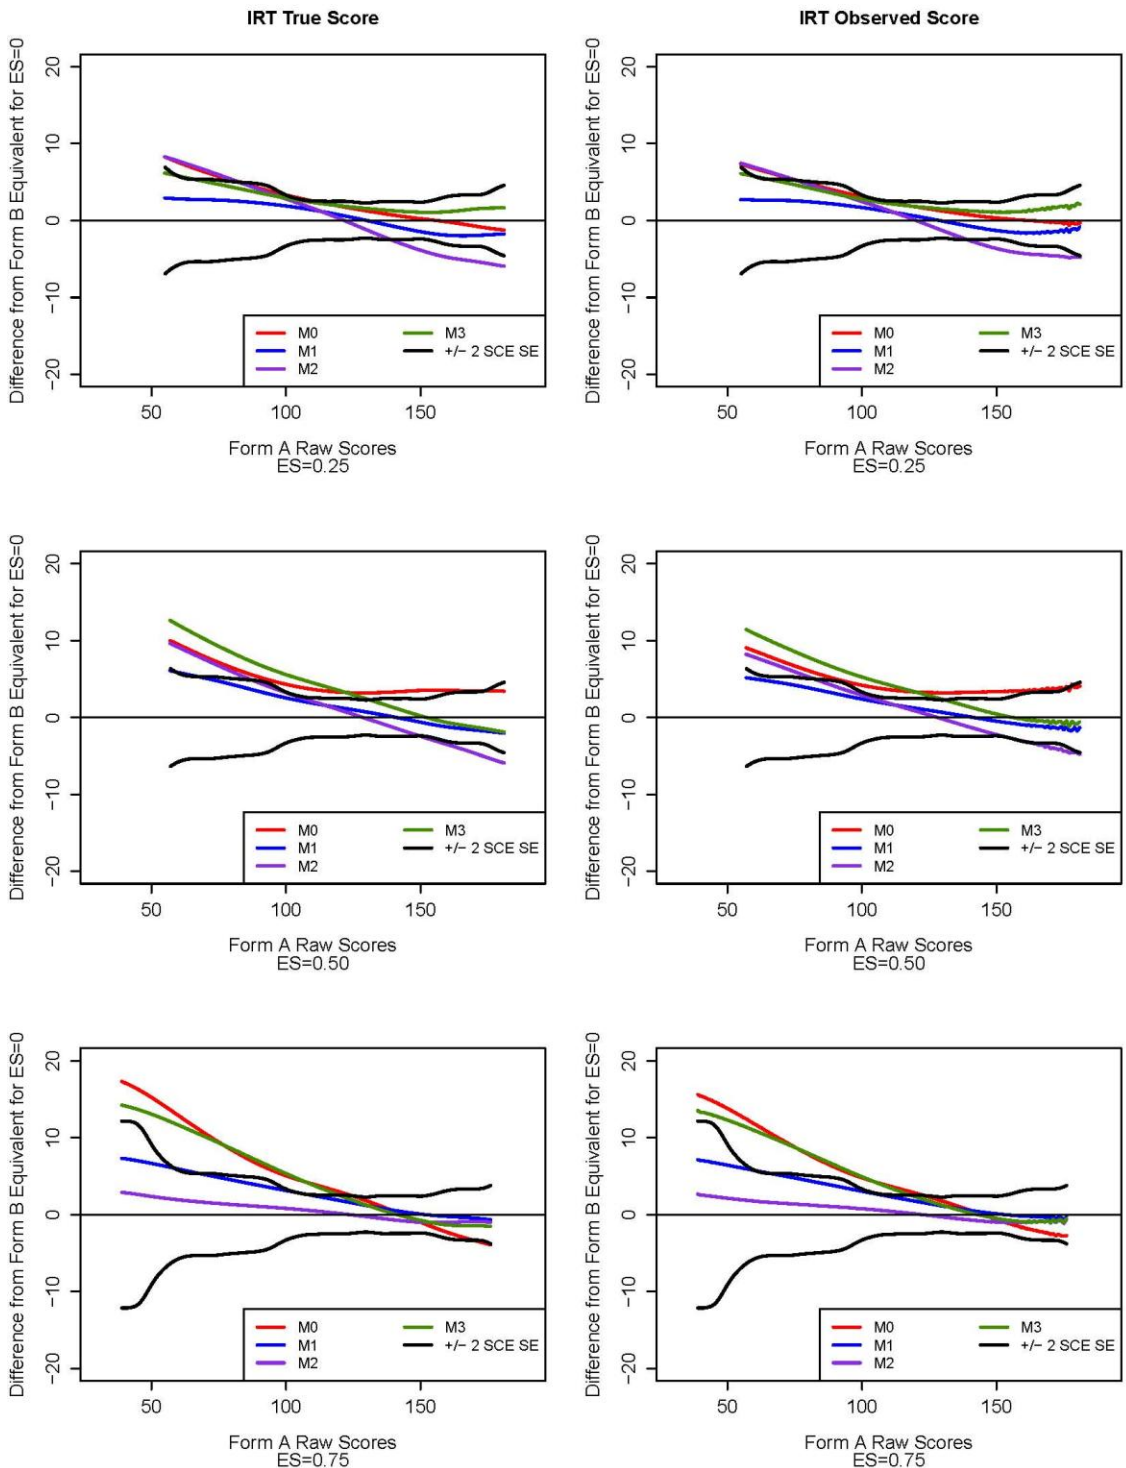 IRT True Score
Difference from Form B Equivalent for ES=0
20
10
0
−10
−20
M0
M1
M2
M3
+/− 2 SCE SE
50
100
150
Form A Raw Scores
ES=0.25
IRT Observed Score
Difference from Form B Equivalent for ES=0
20
10
0
−10
−20
M0
M1
M2
M3
+/− 2 SCE SE
50
100
150
Form A Raw Scores
ES=0.25
Difference from Form B Equivalent for ES=0
20
10
0
−10
−20
M0
M1
M2
M3
+/− 2 SCE SE
50
100
150
Form A Raw Scores
ES=0.50
Difference from Form B Equivalent for ES=0
20
10
0
−10
−20
M0
M1
M2
M3
+/− 2 SCE SE
50
100
150
Form A Raw Scores
ES=0.50
Difference from Form B Equivalent for ES=0
20
10
0
−10
−20
M0
M1
M2
M3
+/− 2 SCE SE
50
100
150
Form A Raw Scores
ES=0.75
Difference from Form B Equivalent for ES=0
20
10
0
−10
−20
M0
M1
M2
M3
+/− 2 SCE SE
50
100
150
Form A Raw Scores
ES=0.75